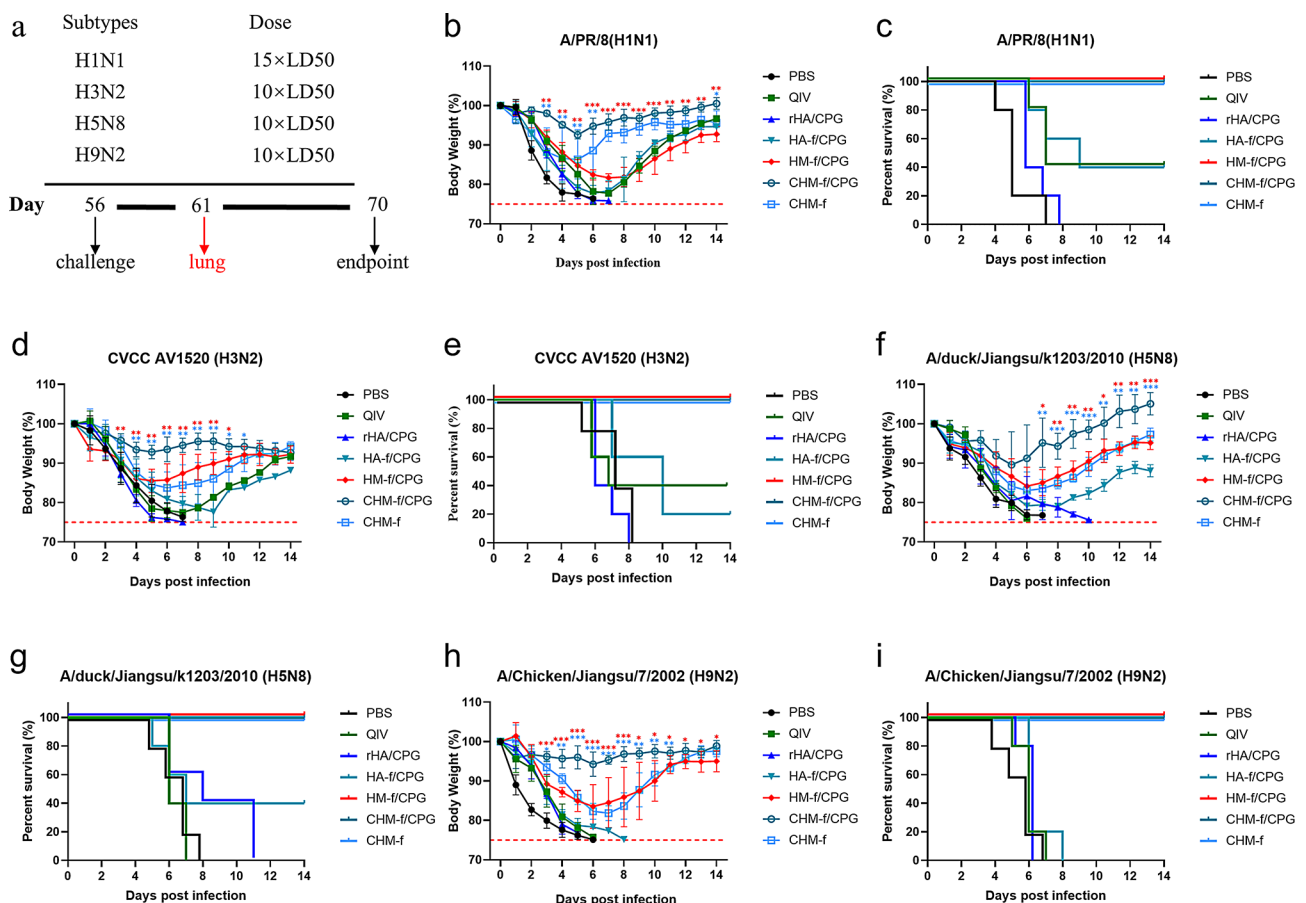 a
Subtypes Dose
H1N1 15×LD50
H3N2 10×LD50
H5N8 10×LD50
H9N2 10×LD50
Day 56 61 70
challenge lung endpoint
b
A/PR/8(H1N1)
Body Weight (%)
110
100
90
80
70
0 2 4 6 8 10 12 14
Days post infection
** ** ** ** *** *** *** ** *** ** ** ** **
** ** ** ** * *
PBS
QIV
rHA/CPG
HA-f/CPG
HM-f/CPG
CHM-f/CPG
CHM-f
c
A/PR/8(H1N1)
Percent survival (%)
100
80
60
40
20
0
0 2 4 6 8 10 12 14
Days post infection
PBS
QIV
rHA/CPG
HA-f/CPG
HM-f/CPG
CHM-f/CPG
CHM-f
d
CVCC AV1520 (H3N2)
Body Weight (%)
110
100
90
80
70
0 2 4 6 8 10 12 14
Days post infection
** ** ** ** ** ** ** * 
** ** ** ** ** ** *
PBS
QIV
rHA/CPG
HA-f/CPG
HM-f/CPG
CHM-f/CPG
CHM-f
e
CVCC AV1520 (H3N2)
Percent survival (%)
100
80
60
40
20
0
0 2 4 6 8 10 12 14
Days post infection
PBS
QIV
rHA/CPG
HA-f/CPG
HM-f/CPG
CHM-f/CPG
CHM-f
f
A/duck/Jiangsu/k1203/2010 (H5N8)
Body Weight (%)
110
100
90
80
70
0 2 4 6 8 10 12 14
Days post infection
* ** *** ** * ** ** ***
** *** ** *** ** ** ** ***
PBS
QIV
rHA/CPG
HA-f/CPG
HM-f/CPG
CHM-f/CPG
CHM-f
g
A/duck/Jiangsu/k1203/2010 (H5N8)
Percent survival (%)
100
80
60
40
20
0
0 2 4 6 8 10 12 14
Days post infection
PBS
QIV
rHA/CPG
HA-f/CPG
HM-f/CPG
CHM-f/CPG
CHM-f
h
A/Chicken/Jiangsu/7/2002 (H9N2)
Body Weight (%)
110
100
90
80
70
0 2 4 6 8 10 12 14
Days post infection
*** *** *** *** *** *** * * * * * *
* ** *** *** *** ** ** ** *
PBS
QIV
rHA/CPG
HA-f/CPG
HM-f/CPG
CHM-f/CPG
CHM-f
i
A/Chicken/Jiangsu/7/2002 (H9N2)
Percent survival (%)
100
80
60
40
20
0
0 2 4 6 8 10 12 14
Days post infection
PBS
QIV
rHA/CPG
HA-f/CPG
HM-f/CPG
CHM-f/CPG
CHM-f